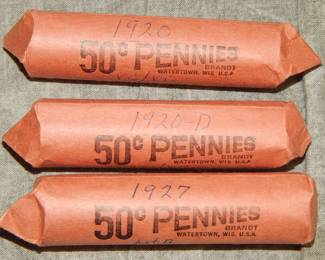 1920
50¢ PENNIES
BRANDT
WATERTOWN, WIS. U.S.A.
1920-D
50¢ PENNIES
BRANDT
WATERTOWN, WIS. U.S.A.
1927
50¢ PENNIES
BRANDT
WATERTOWN, WIS. U.S.A.